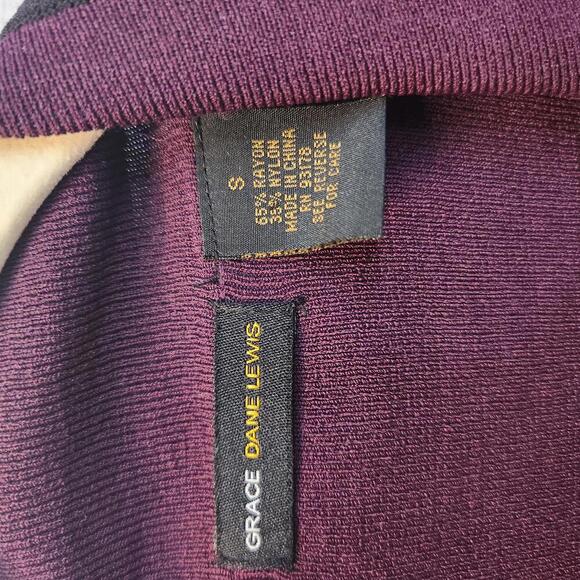 S
65% RAYON
35% NYLON
MADE IN CHINA
RN 93178
SEE REVERSE
FOR CARE
GRACE DANE LEWIS